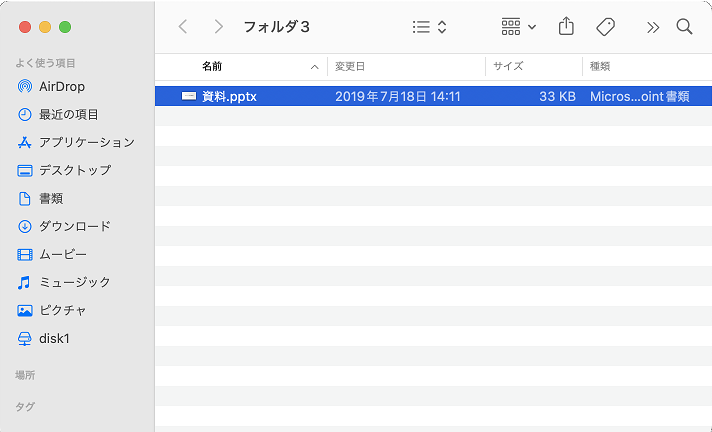 フォルダ3
よく使う項目
AirDrop
最近の項目
アプリケーション
デスクトップ
書類
ダウンロード
ムービー
ミュージック
ピクチャ
disk1
場所
タグ
名前 変更日 サイズ 種類
資料.pptx 2019年7月18日 14:11 33 KB Micros...oint書類